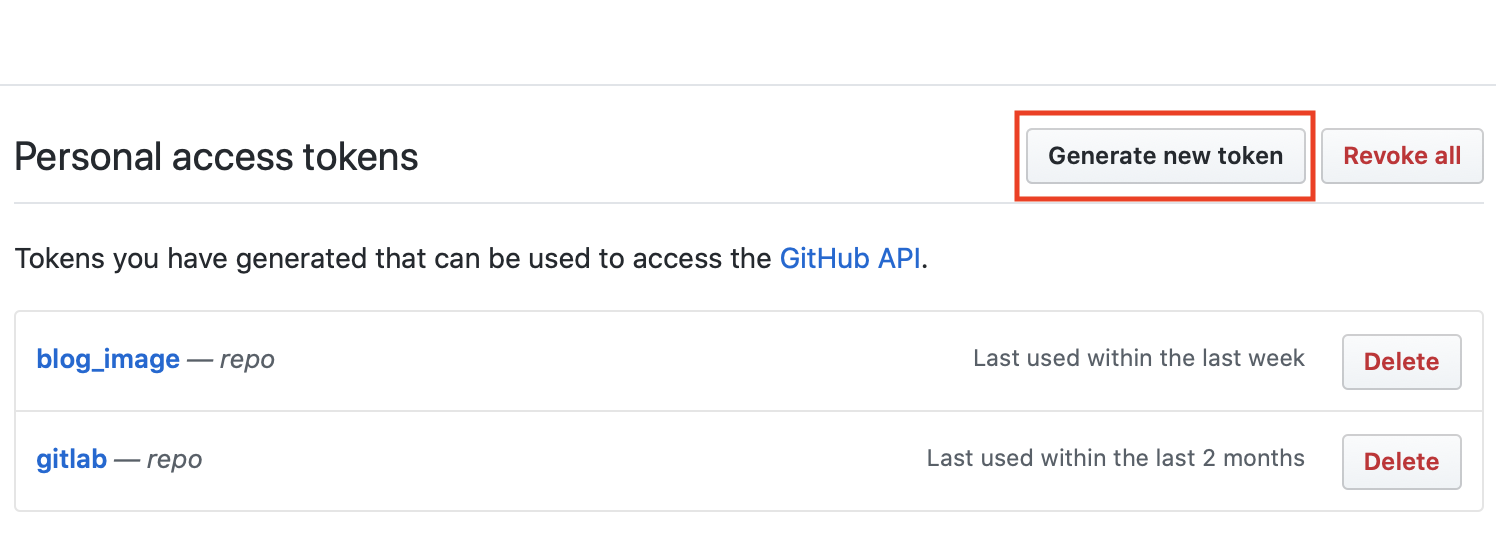 Personal access tokens
Generate new token
Revoke all
Tokens you have generated that can be used to access the GitHub API.
blog_image — repo
Last used within the last week
Delete
gitlab — repo
Last used within the last 2 months
Delete